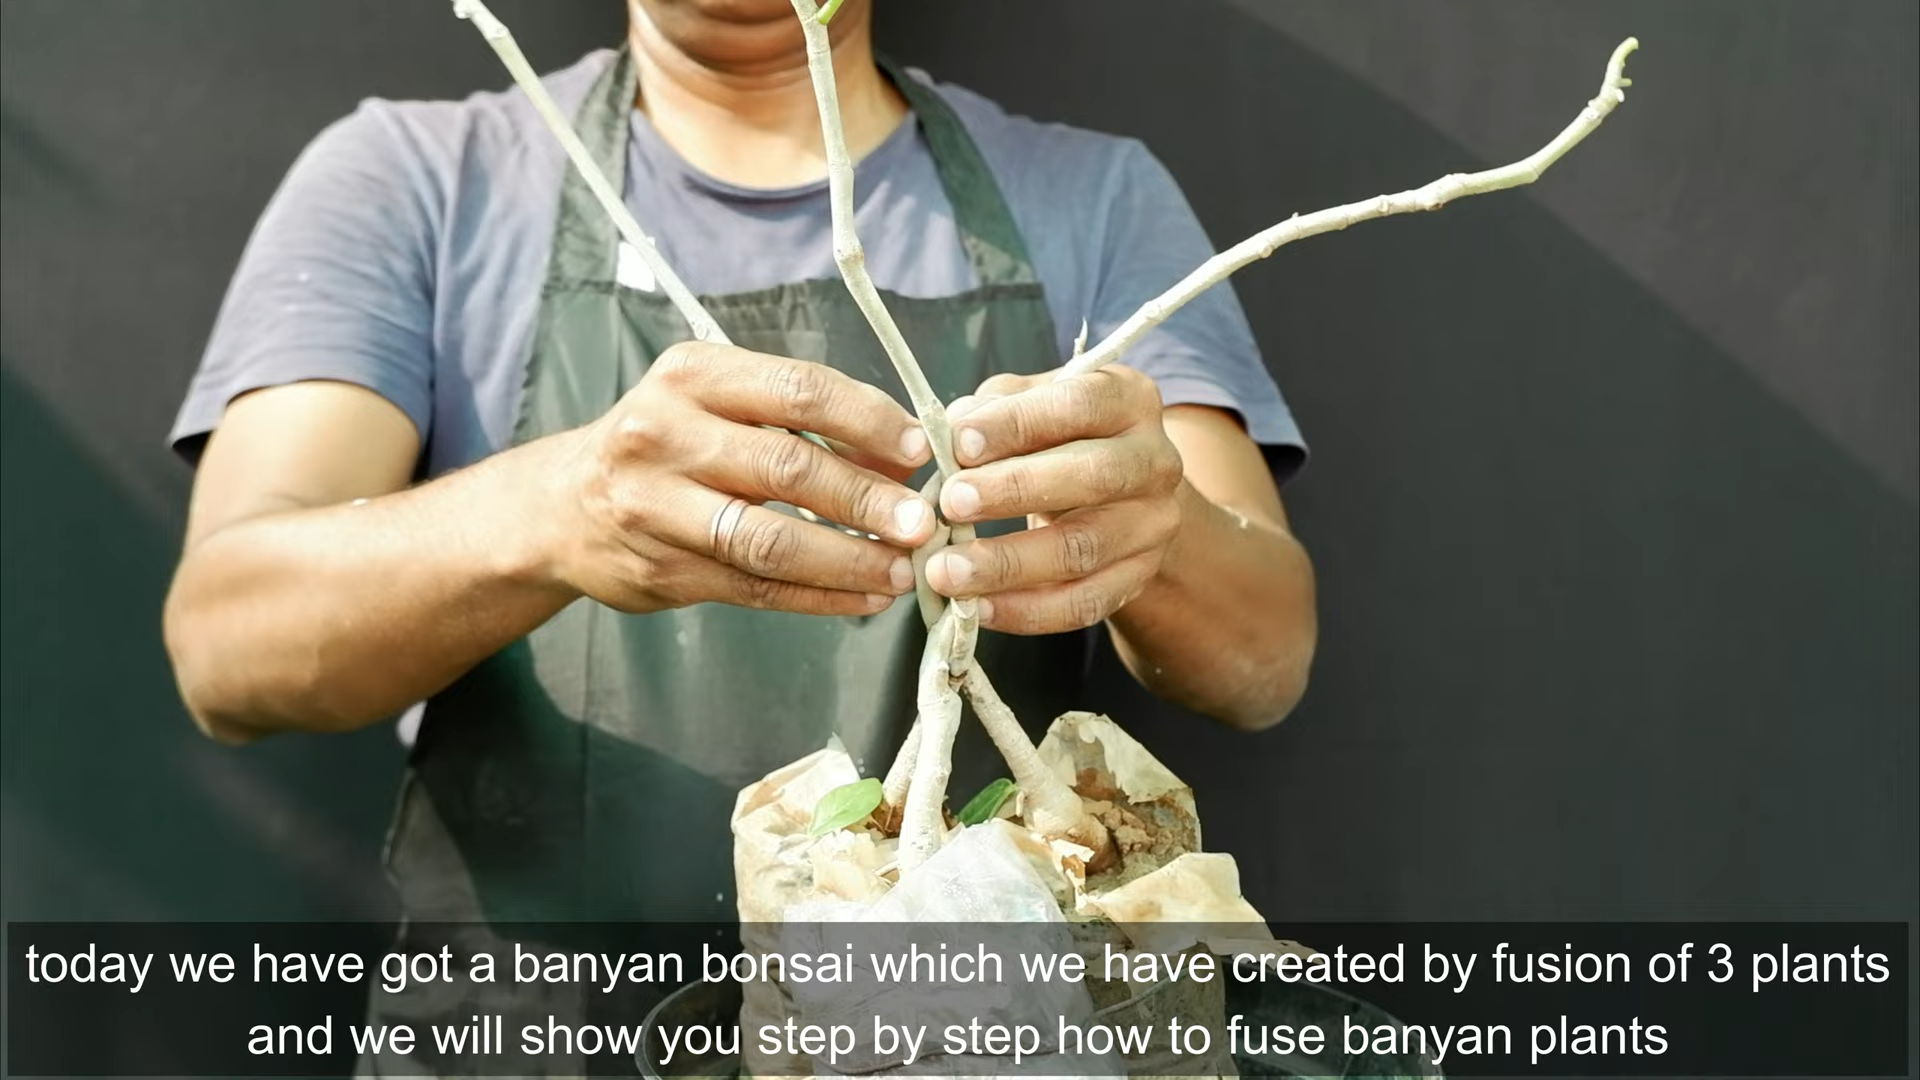 today we have got a banyan bonsai which we have created by fusion of 3 plants
and we will show you step by step how to fuse banyan plants